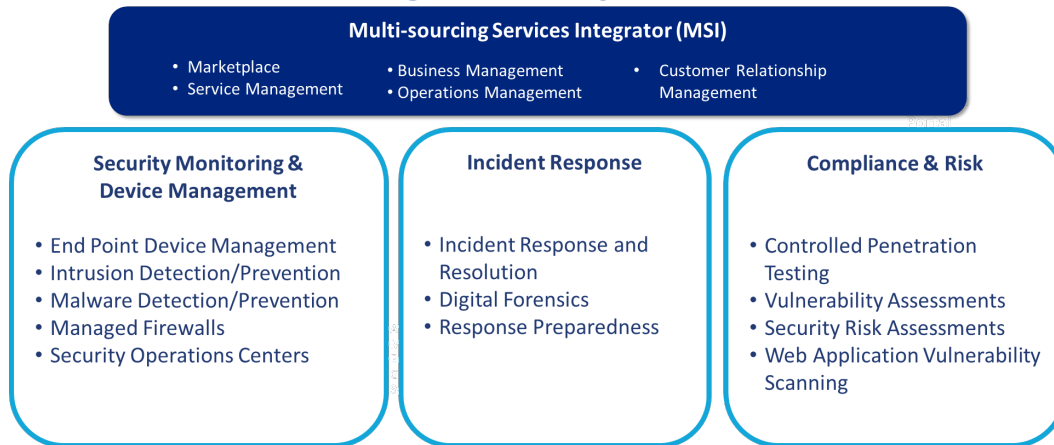 Multi-sourcing Services Integrator (MSI)
• Marketplace
• Service Management
• Business Management
• Operations Management
• Customer Relationship
Management
Security Monitoring &
Device Management
• End Point Device Management
• Intrusion Detection/Prevention
• Malware Detection/Prevention
• Managed Firewalls
• Security Operations Centers
Incident Response
• Incident Response and
Resolution
• Digital Forensics
• Response Preparedness
Compliance & Risk
• Controlled Penetration
Testing
• Vulnerability Assessments
• Security Risk Assessments
• Web Application Vulnerability
Scanning